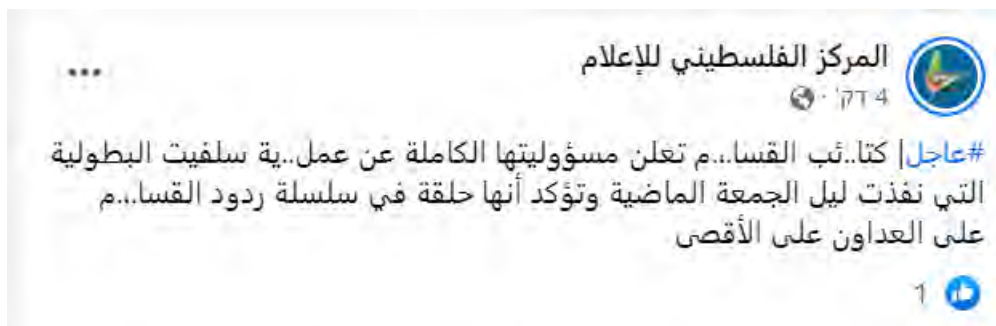 المركز الفلسطيني للإعلام
4 דק'
#عاجل| كتا..ئب القسا..م تعلن مسؤوليتها الكاملة عن عمل..ية سلفيت البطولية
التي نفذت ليل الجمعة الماضية وتؤكد أنها حلقة في سلسلة ردود القسا..م
على العداون على الأقصى
1